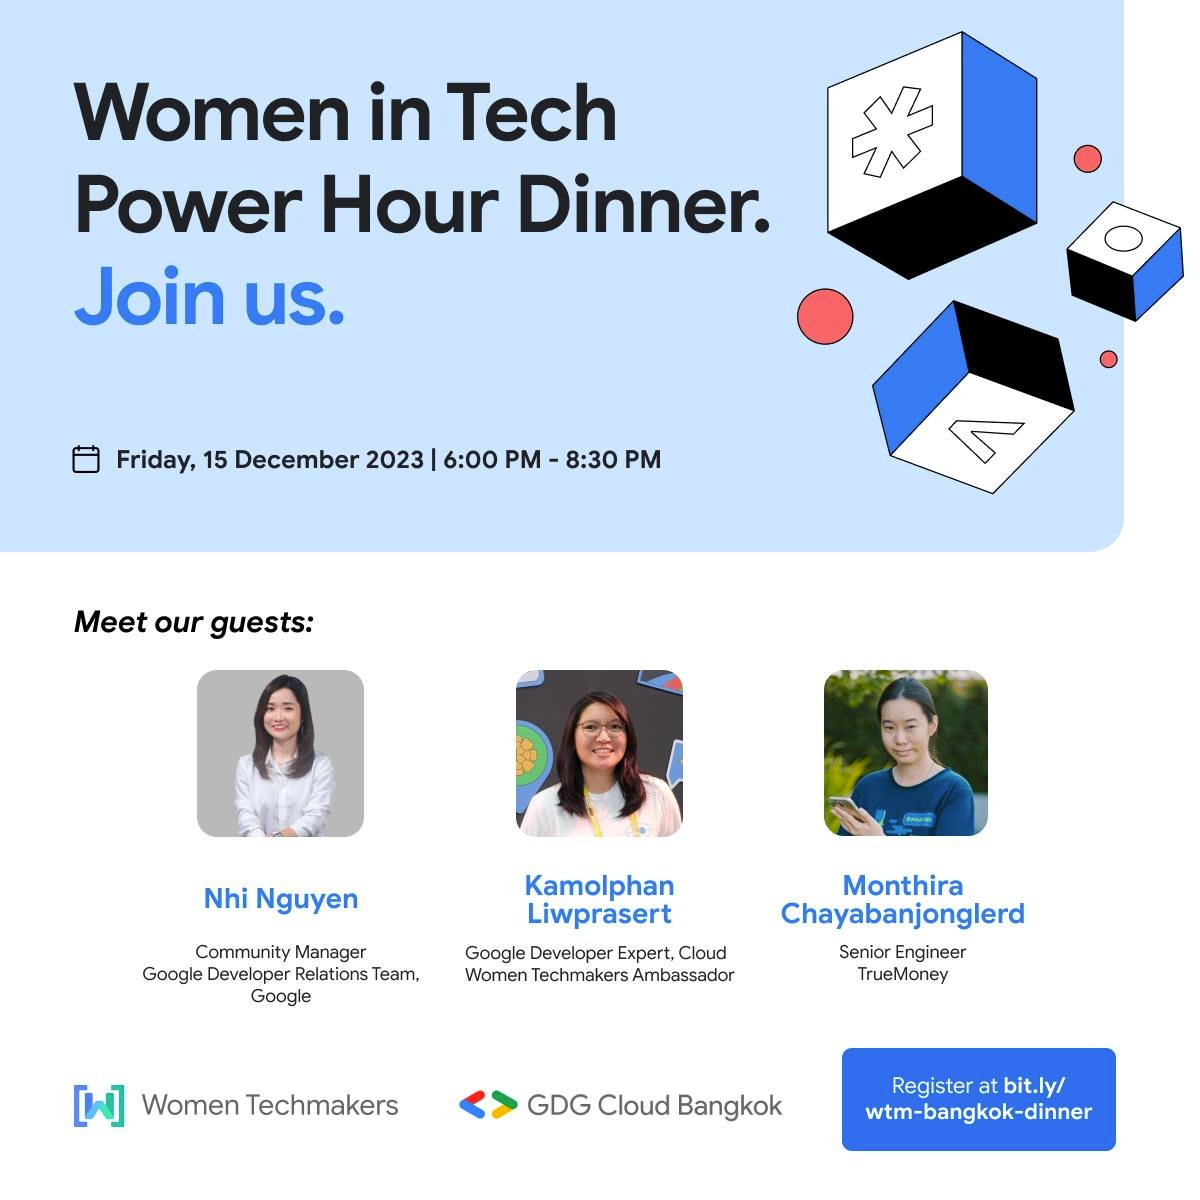 Women in Tech
Power Hour Dinner.
Join us.
Friday, 15 December 2023 | 6:00 PM - 8:30 PM
Meet our guests:
Nhi Nguyen
Community Manager
Google Developer Relations Team,
Google
Kamolphan
Liwprasert
Google Developer Expert, Cloud
Women Techmakers Ambassador
Monthira
Chayabanjonglerd
Senior Engineer
TrueMoney
Women Techmakers
GDG Cloud Bangkok
Register at bit.ly/
wtm-bangkok-dinner